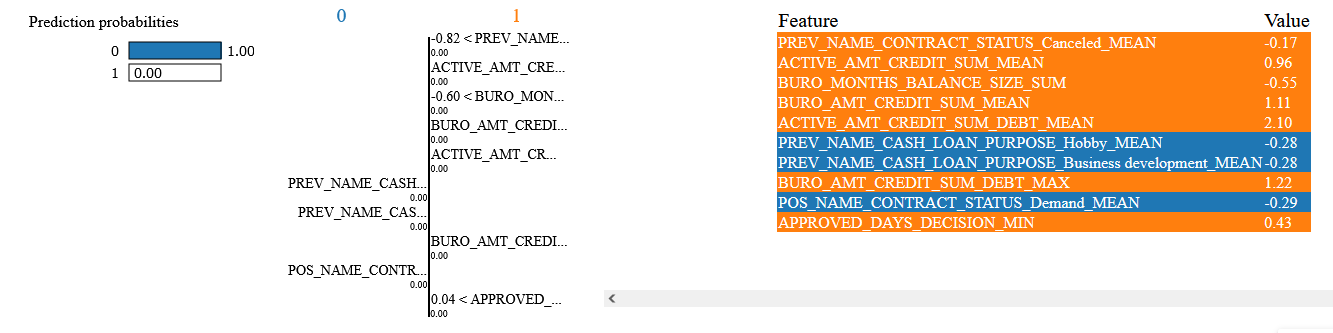 Prediction probabilities
0 1.00
1 0.00
0 1
-0.82 < PREV_NAME...
0.00
ACTIVE_AMT_CRE...
0.00
-0.60 < BURO_MON...
0.00
BURO_AMT_CREDI...
0.00
ACTIVE_AMT_CR...
0.00
PREV_NAME_CASH...
0.00
PREV_NAME_CAS...
0.00
BURO_AMT_CREDI...
0.00
POS_NAME_CONTR...
0.00
0.04 < APPROVED_...
0.00
Feature Value
PREV_NAME_CONTRACT_STATUS_Canceled_MEAN -0.17
ACTIVE_AMT_CREDIT_SUM_MEAN 0.96
BURO_MONTHS_BALANCE_SIZE_SUM -0.55
BURO_AMT_CREDIT_SUM_MEAN 1.11
ACTIVE_AMT_CREDIT_SUM_DEBT_MEAN 2.10
PREV_NAME_CASH_LOAN_PURPOSE_Hobby_MEAN -0.28
PREV_NAME_CASH_LOAN_PURPOSE_Business development_MEAN -0.28
BURO_AMT_CREDIT_SUM_DEBT_MAX 1.22
POS_NAME_CONTRACT_STATUS_Demand_MEAN -0.29
APPROVED_DAYS_DECISION_MIN 0.43